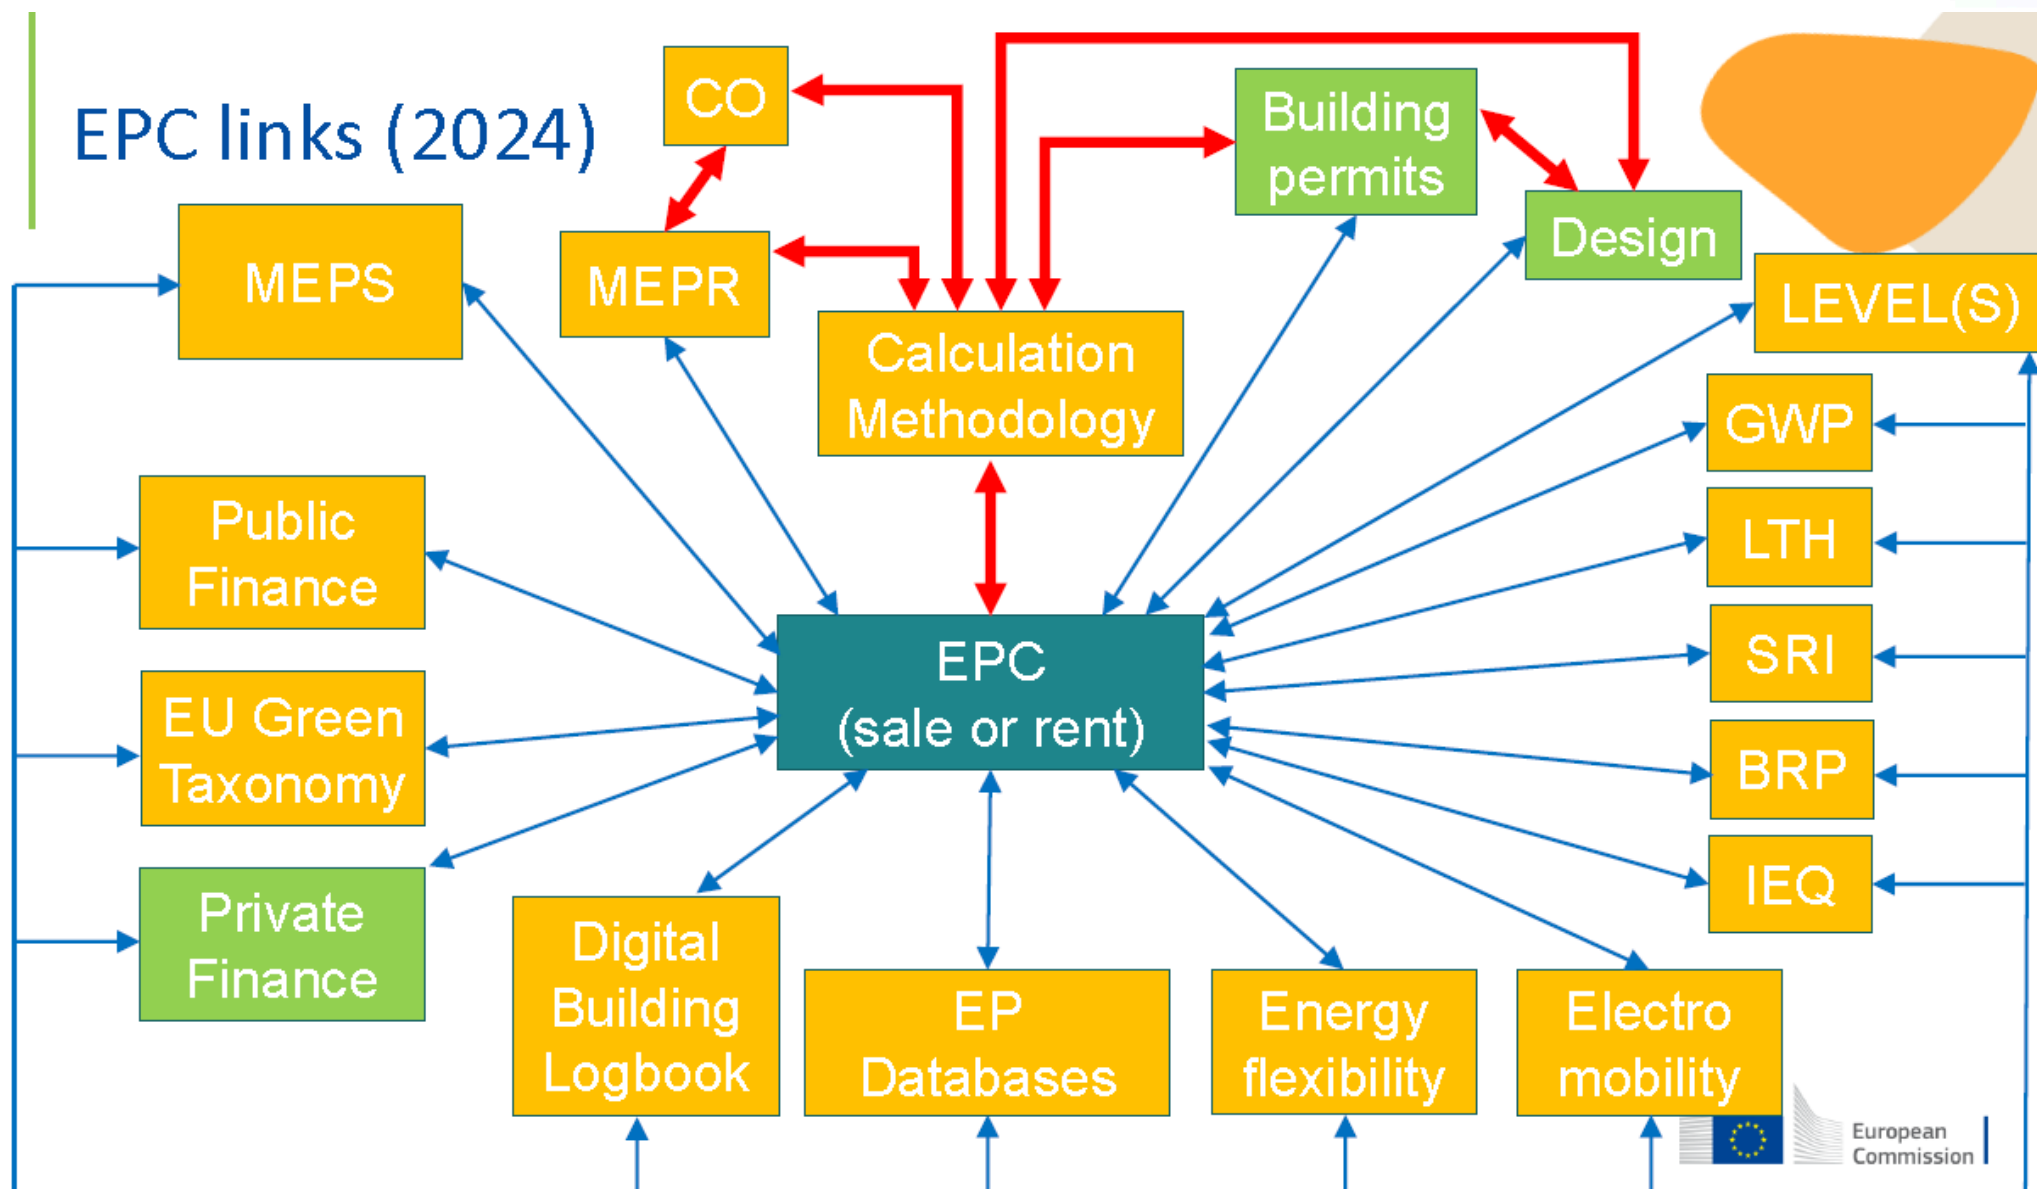 EPC links (2024)
CO
Building
permits
Design
MEPS
MEPR
Calculation
Methodology
LEVEL(S)
GWP
Public
Finance
LTH
EPC
(sale or rent)
SRI
EU Green
Taxonomy
BRP
Private
Finance
IEQ
Digital
Building
Logbook
EP
Databases
Energy
flexibility
Electro
mobility
European
Commission